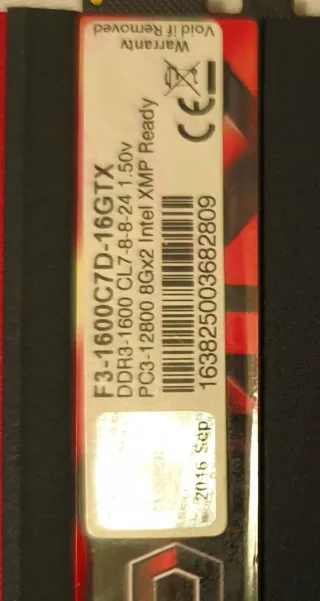 F3-1600C7D-16GTX
DDR3-1600 CL7-8-8-24 1.50v
PC3-12800 8Gx2 Intel XMP Ready
163825003682809
2016 Sep
Warranty
Void if Removed
CE